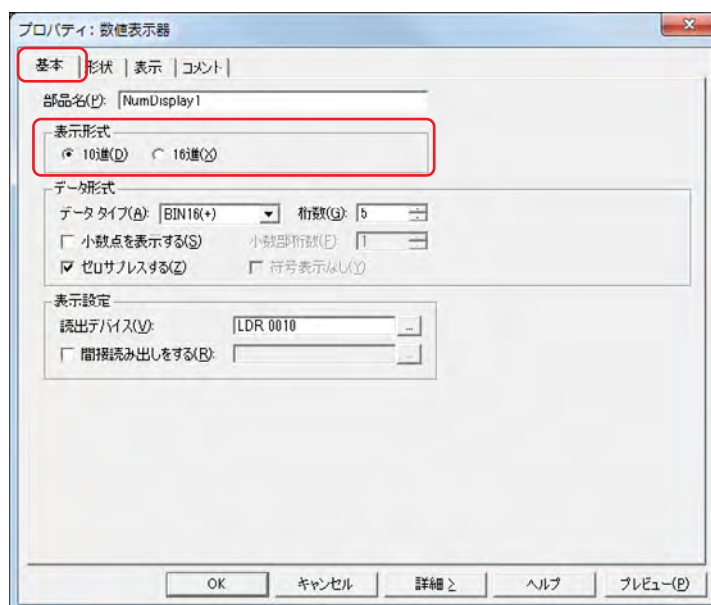 プロパティ：数値表示器
基本 形状 表示 コメント
部品名(P): NumDisplay1
表示形式
10進(D) 16進(X)
データ形式
データ タイプ(A): BIN16(+) 桁数(G): 5
小数点を表示する(S) 小数部桁数(F): 1
ゼロサプレスする(Z) 符号表示なし(Y)
表示設定
読出デバイス(V): LDR 0010 ...
間接読み出しをする(R): ...
OK キャンセル 詳細 ≥ ヘルプ プレビュー(P)